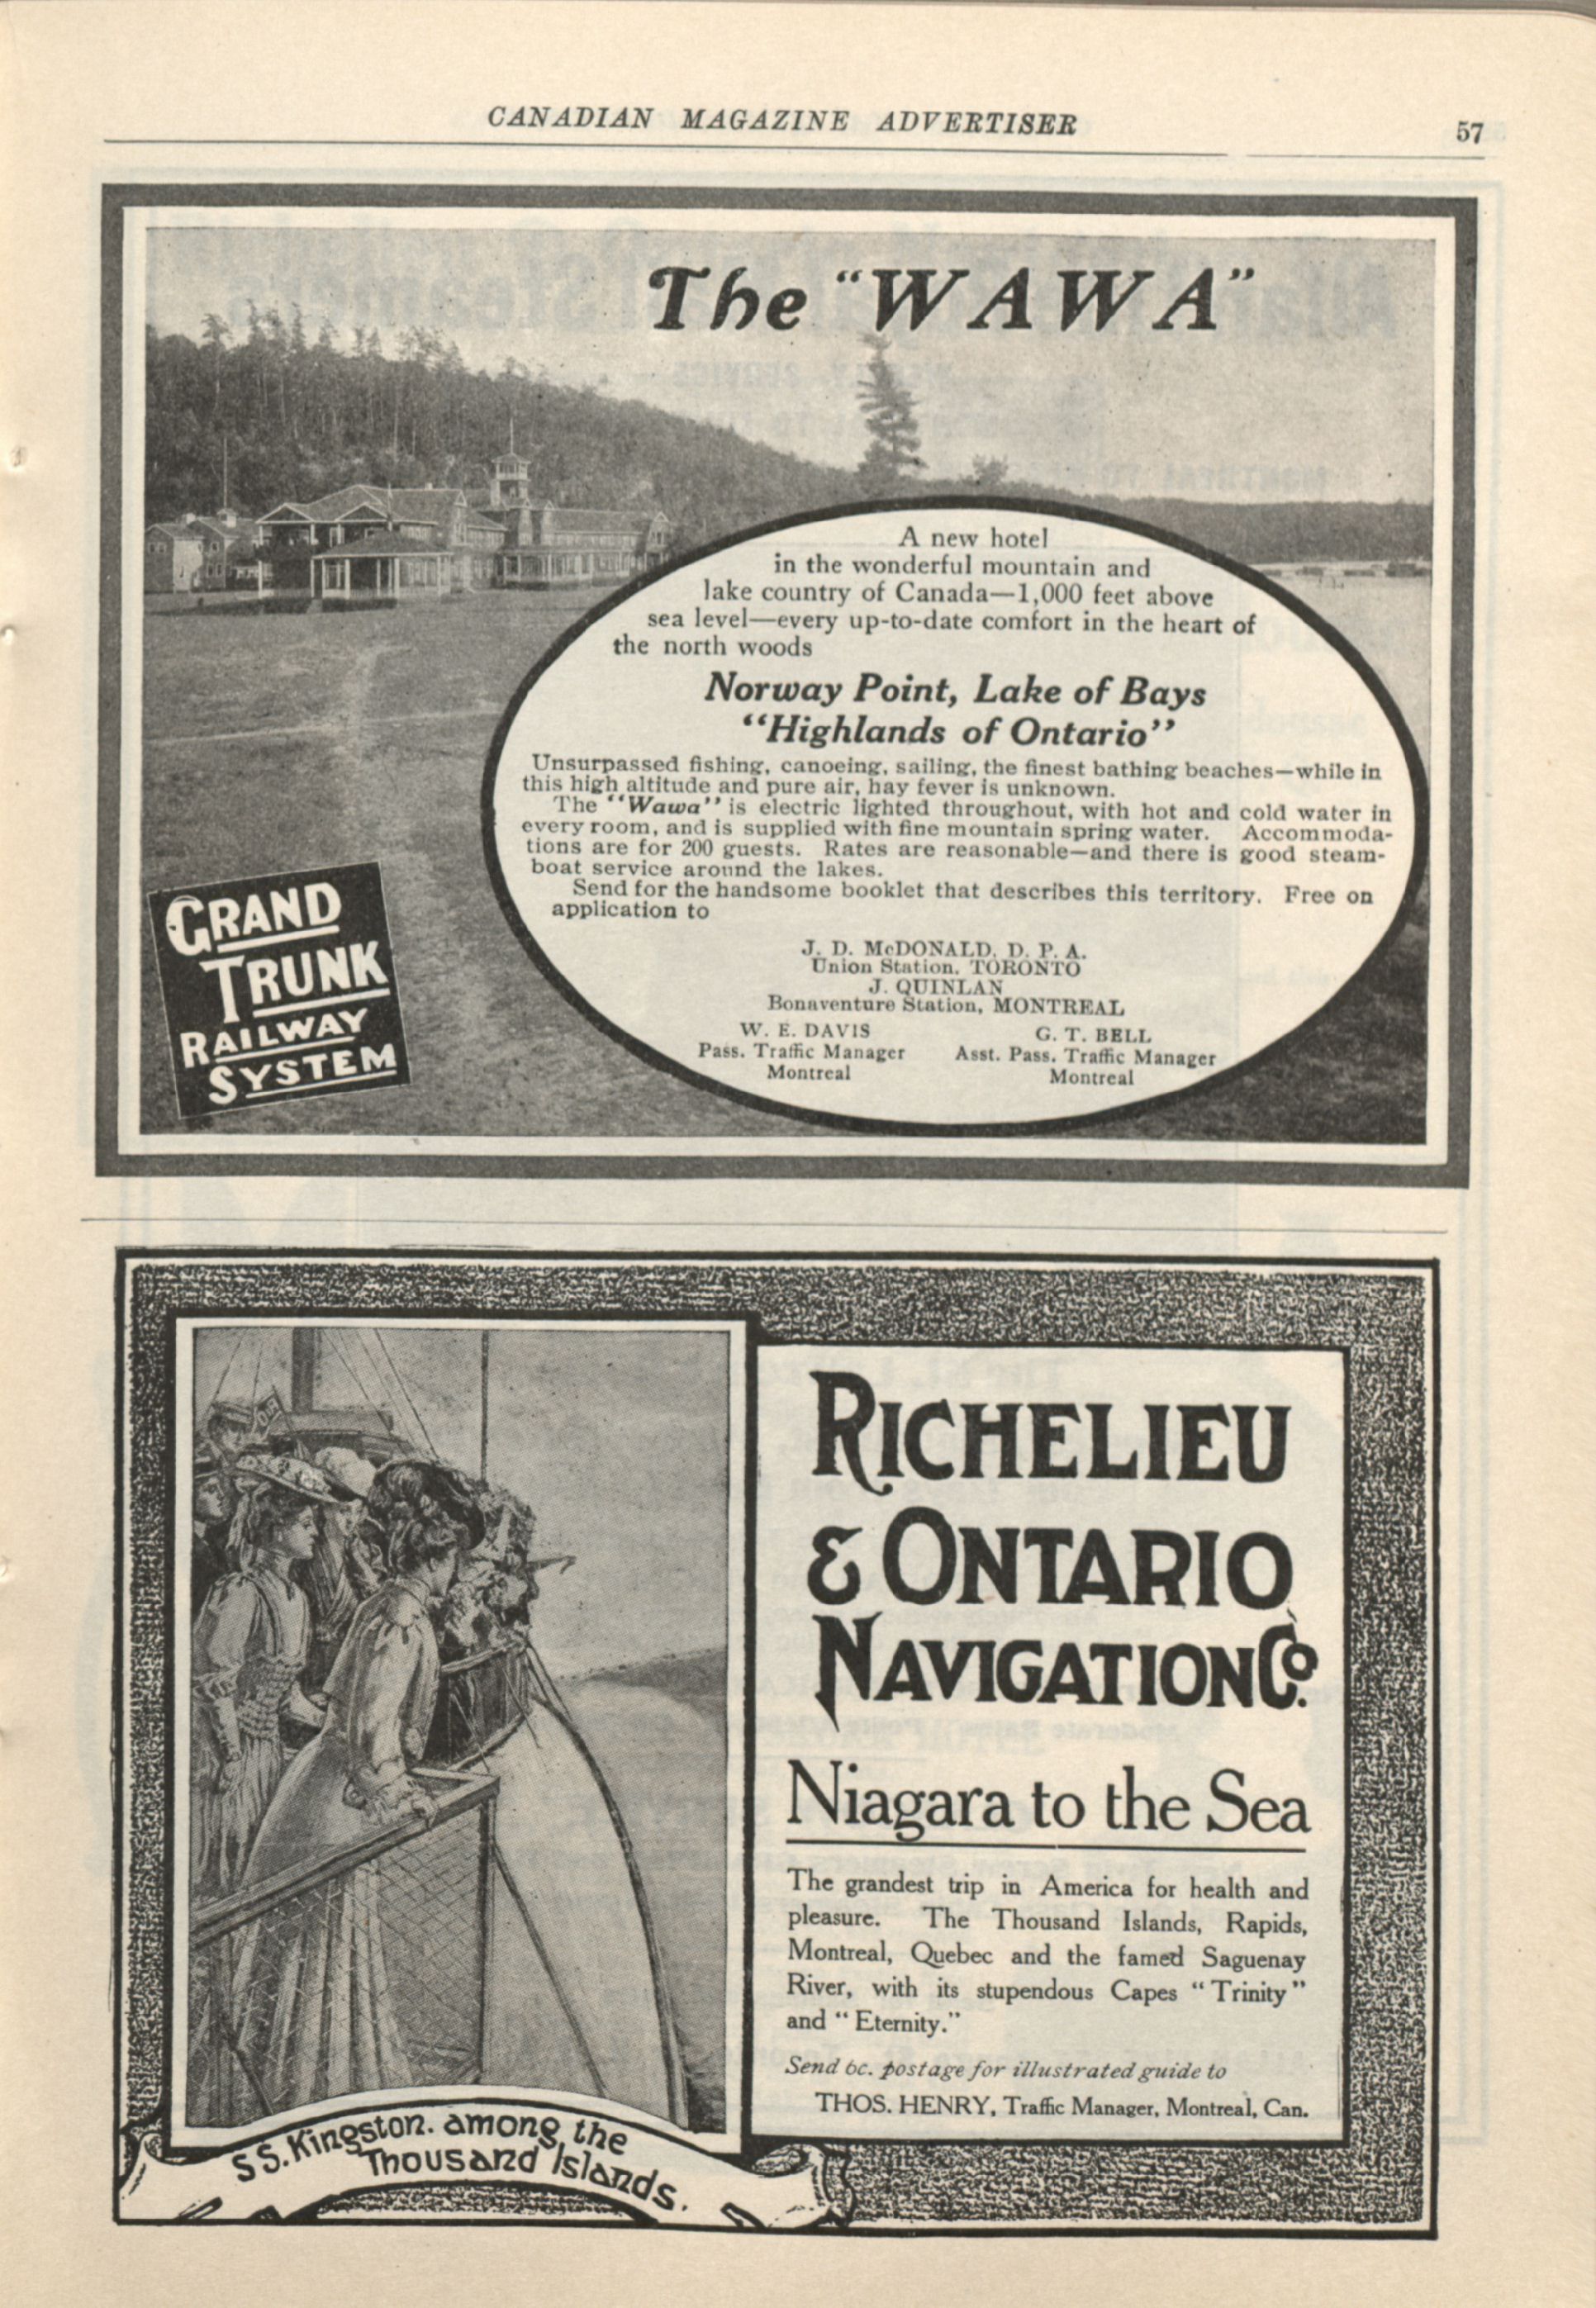 CANADIAN MAGAZINE ADVERTISER
57
The "WAWA"
A new hotel
in the wonderful mountain and
lake country of Canada—1,000 feet above
sea level—every up-to-date comfort in the heart of
the north woods
Norway Point, Lake of Bays
"Highlands of Ontario"
Unsurpassed fishing, canoeing, sailing, the finest bathing beaches—while in
this high altitude and pure air, hay fever is unknown.
The "Wawa" is electric lighted throughout, with hot and cold water in
every room, and is supplied with fine mountain spring water. Accommoda-
tions are for 200 guests. Rates are reasonable—and there is good steam-
boat service around the lakes.
Send for the handsome booklet that describes this territory. Free on
application to
J. D. McDONALD, D. P. A.
Union Station, TORONTO
J. QUINLAN
Bonaventure Station, MONTREAL
W. E. DAVIS
Pass. Traffic Manager
Montreal
G. T. BELL
Asst. Pass. Traffic Manager
Montreal
GRAND
TRUNK
RAILWAY
SYSTEM
RICHELIEU
& ONTARIO
NAVIGATION Co.
Niagara to the Sea
The grandest trip in America for health and
pleasure. The Thousand Islands, Rapids,
Montreal, Quebec and the famed Saguenay
River, with its stupendous Capes "Trinity"
and "Eternity."
Send 6c. postage for illustrated guide to
THOS. HENRY, Traffic Manager, Montreal, Can.
S.S. Kingston. among the
Thousand Islands.